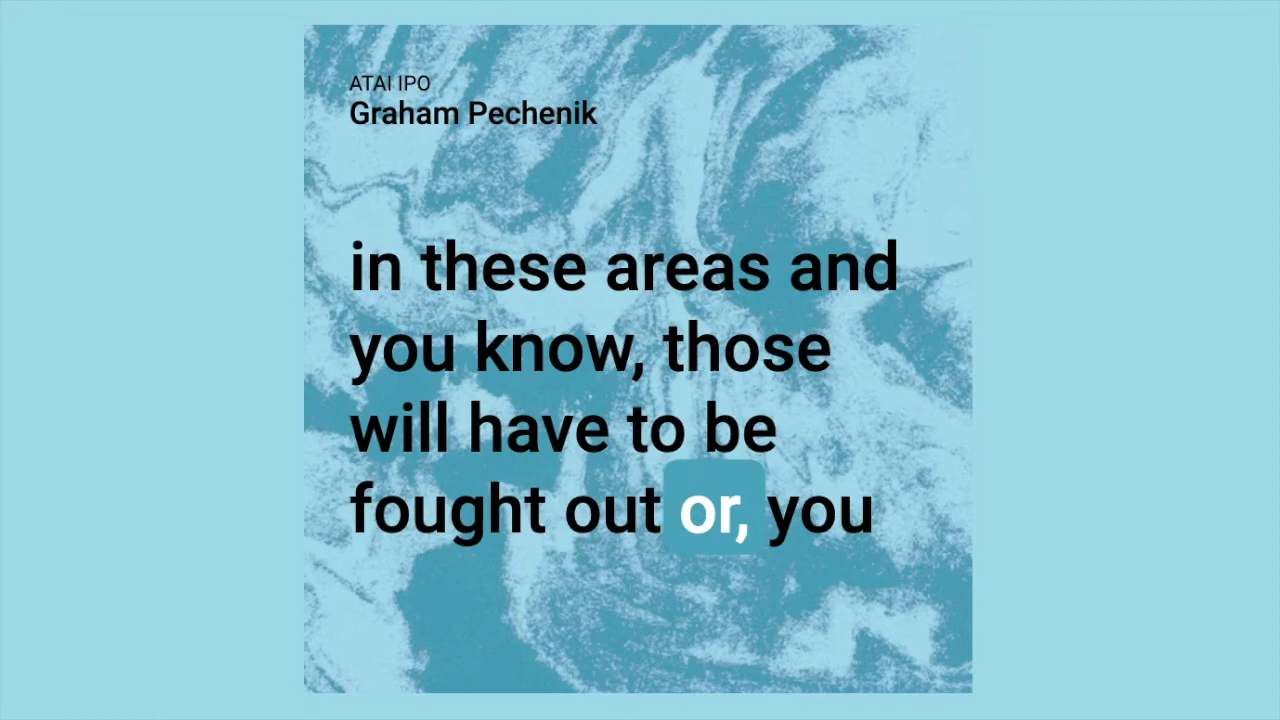 ATAI IPO
Graham Pechenik
in these areas and
you know, those
will have to be
fought out or, you